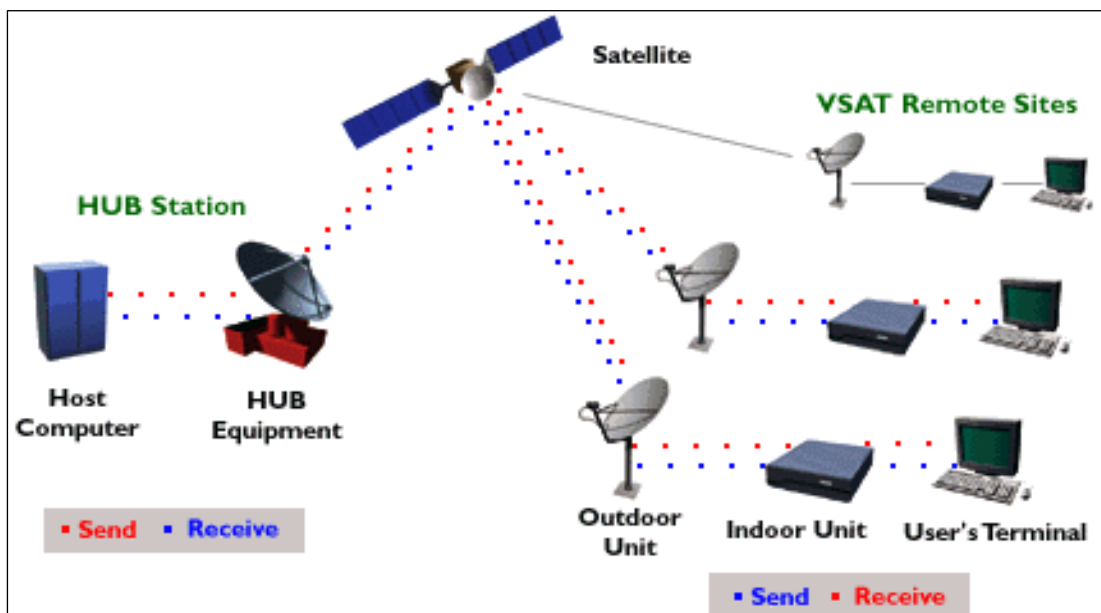 Satellite
VSAT Remote Sites
HUB Station
Host
Computer
HUB
Equipment
Send Receive
Outdoor
Unit
Indoor Unit
User's Terminal
Send Receive